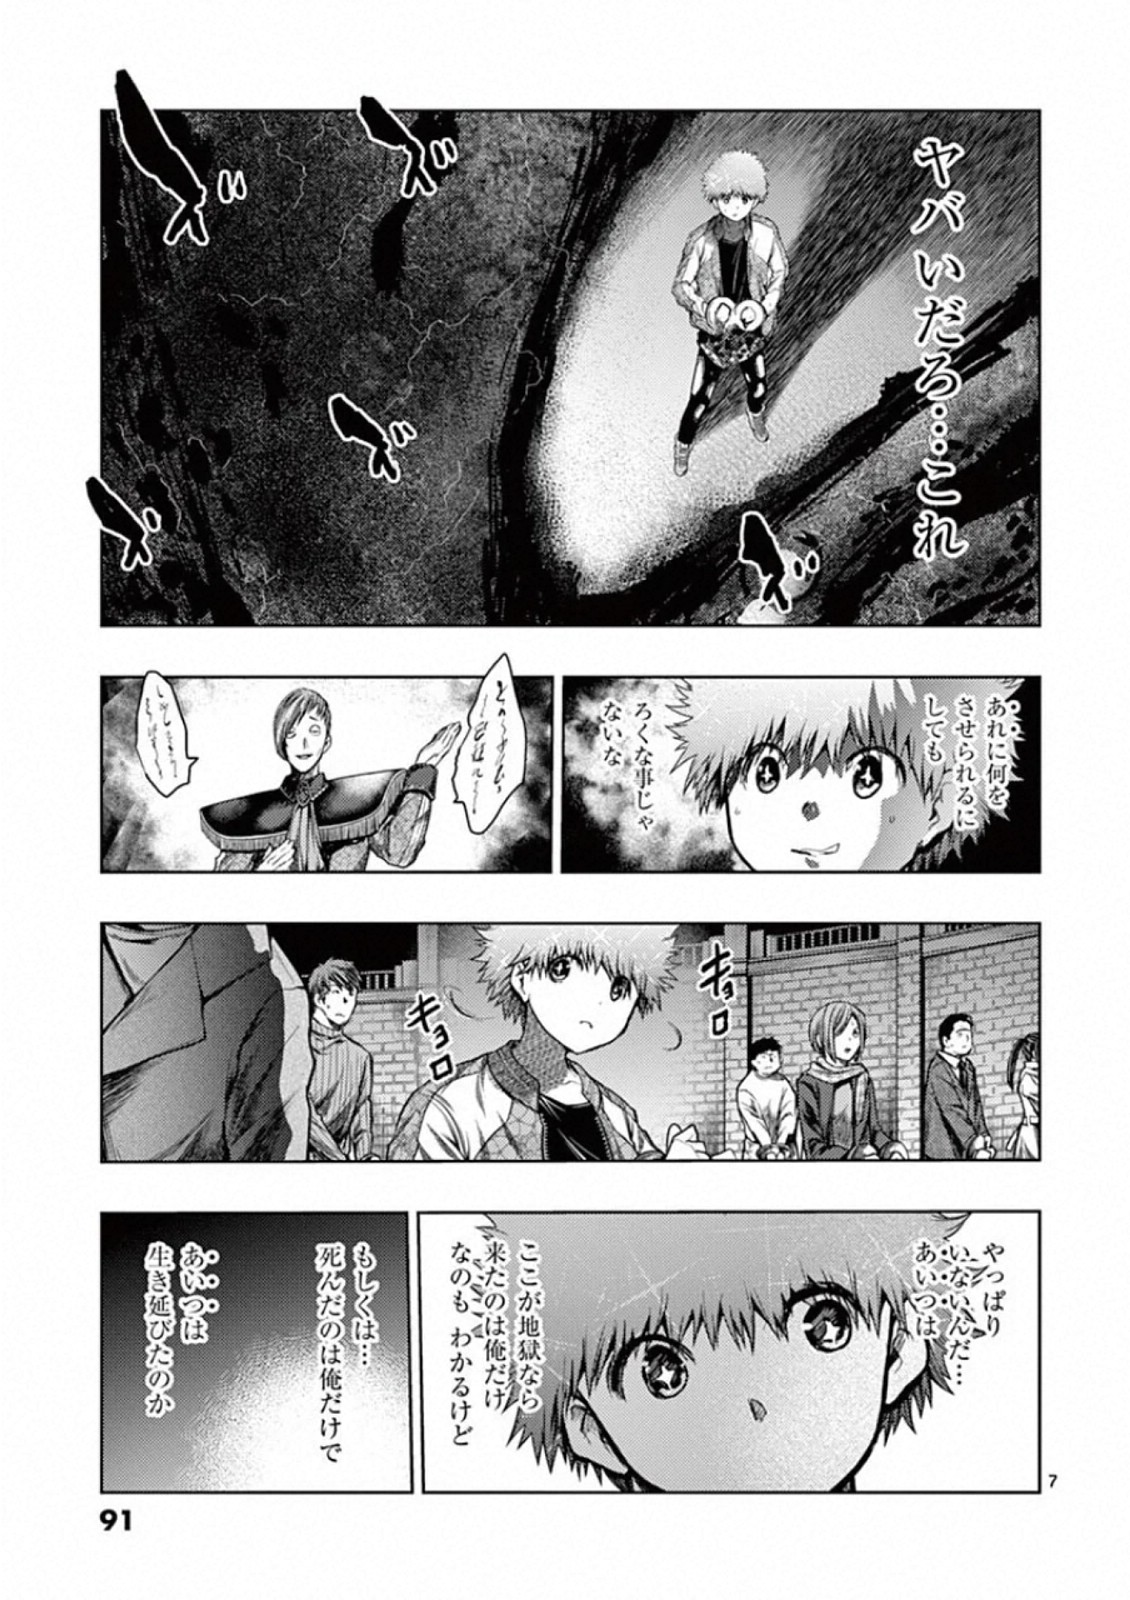 ヤバいだろ…これ
ズズ
ズズ
ズズ
ズズ
ズズ
あれに何を
させられるに
しても
ろくな事じゃ
ないな
キョロ
キョロ
やっぱり
いないんだ…
あいつは
ここが地獄なら
来たのは俺だけ
なのも わかるけど
もしくは…
死んだのは俺だけで
あいつは
生き延びたのか
7
91